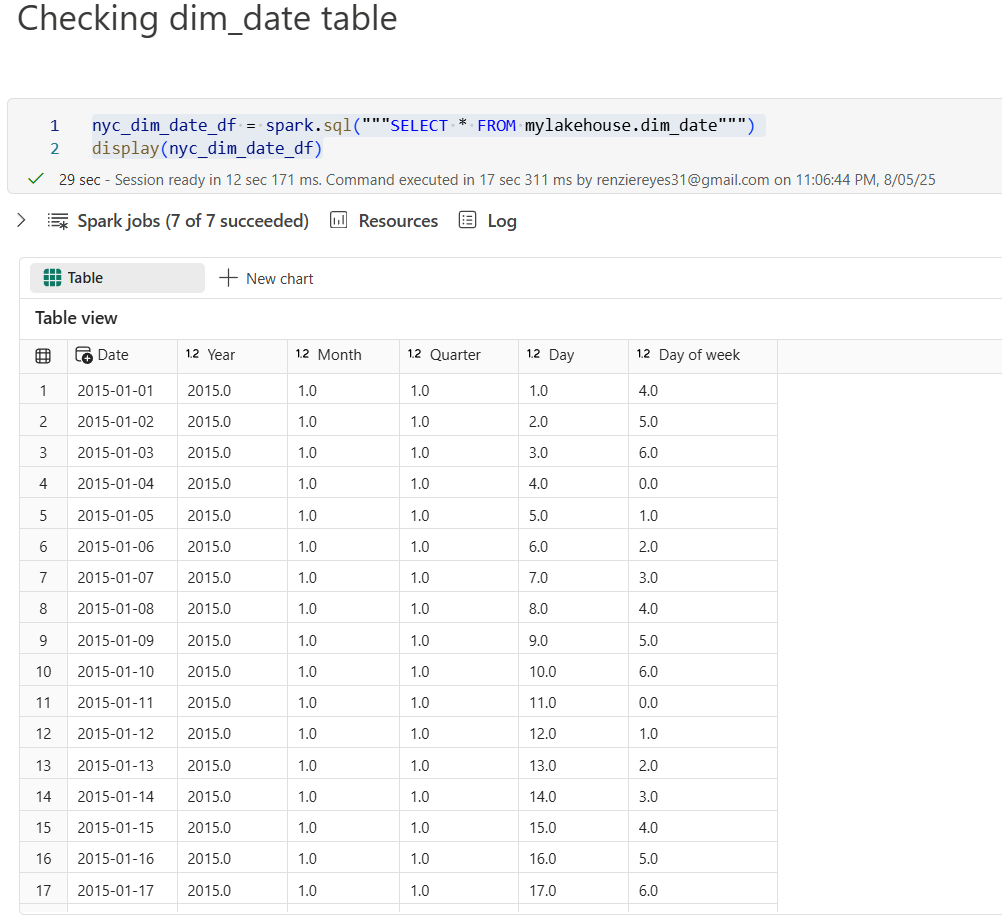 Checking dim_date table
1 nyc_dim_date_df = spark.sql("""SELECT * FROM mylakehouse.dim_date""")
2 display(nyc_dim_date_df)
29 sec - Session ready in 12 sec 171 ms. Command executed in 17 sec 311 ms by renziereyes31@gmail.com on 11:06:44 PM, 8/05/25
Spark jobs (7 of 7 succeeded) Resources Log
Table New chart
Table view
Date 1.2 Year 1.2 Month 1.2 Quarter 1.2 Day 1.2 Day of week
1 2015-01-01 2015.0 1.0 1.0 1.0 4.0
2 2015-01-02 2015.0 1.0 1.0 2.0 5.0
3 2015-01-03 2015.0 1.0 1.0 3.0 6.0
4 2015-01-04 2015.0 1.0 1.0 4.0 0.0
5 2015-01-05 2015.0 1.0 1.0 5.0 1.0
6 2015-01-06 2015.0 1.0 1.0 6.0 2.0
7 2015-01-07 2015.0 1.0 1.0 7.0 3.0
8 2015-01-08 2015.0 1.0 1.0 8.0 4.0
9 2015-01-09 2015.0 1.0 1.0 9.0 5.0
10 2015-01-10 2015.0 1.0 1.0 10.0 6.0
11 2015-01-11 2015.0 1.0 1.0 11.0 0.0
12 2015-01-12 2015.0 1.0 1.0 12.0 1.0
13 2015-01-13 2015.0 1.0 1.0 13.0 2.0
14 2015-01-14 2015.0 1.0 1.0 14.0 3.0
15 2015-01-15 2015.0 1.0 1.0 15.0 4.0
16 2015-01-16 2015.0 1.0 1.0 16.0 5.0
17 2015-01-17 2015.0 1.0 1.0 17.0 6.0